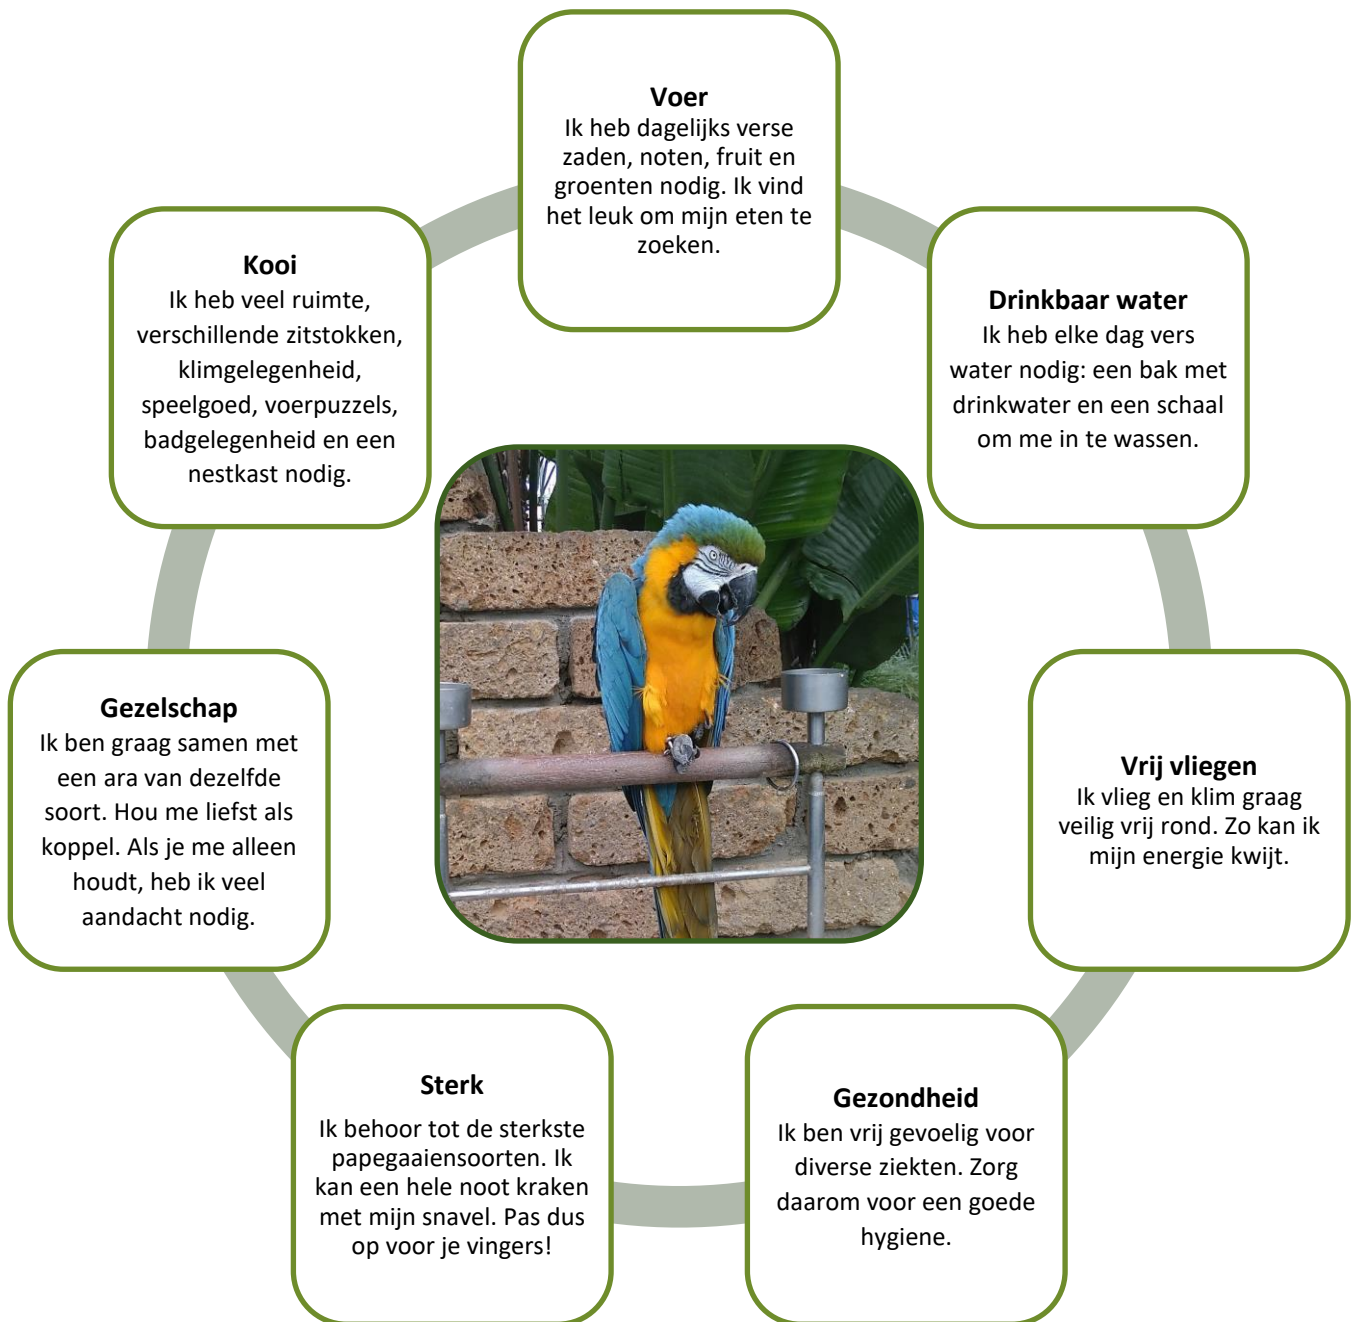 Voer
Ik heb dagelijks verse
zaden, noten, fruit en
groenten nodig. Ik vind
het leuk om mijn eten te
zoeken.
Drinkbaar water
Ik heb elke dag vers
water nodig: een bak met
drinkwater en een schaal
om me in te wassen.
Vrij vliegen
Ik vlieg en klim graag
veilig vrij rond. Zo kan ik
mijn energie kwijt.
Gezondheid
Ik ben vrij gevoelig voor
diverse ziekten. Zorg
daarom voor een goede
hygiene.
Sterk
Ik behoor tot de sterkste
papegaaiensoorten. Ik
kan een hele noot kraken
met mijn snavel. Pas dus
op voor je vingers!
Gezelschap
Ik ben graag samen met
een ara van dezelfde
soort. Hou me liefst als
koppel. Als je me alleen
houdt, heb ik veel
aandacht nodig.
Kooi
Ik heb veel ruimte,
verschillende zitstokken,
klimgelegenheid,
speelgoed, voerpuzzels,
badgelegenheid en een
nestkast nodig.